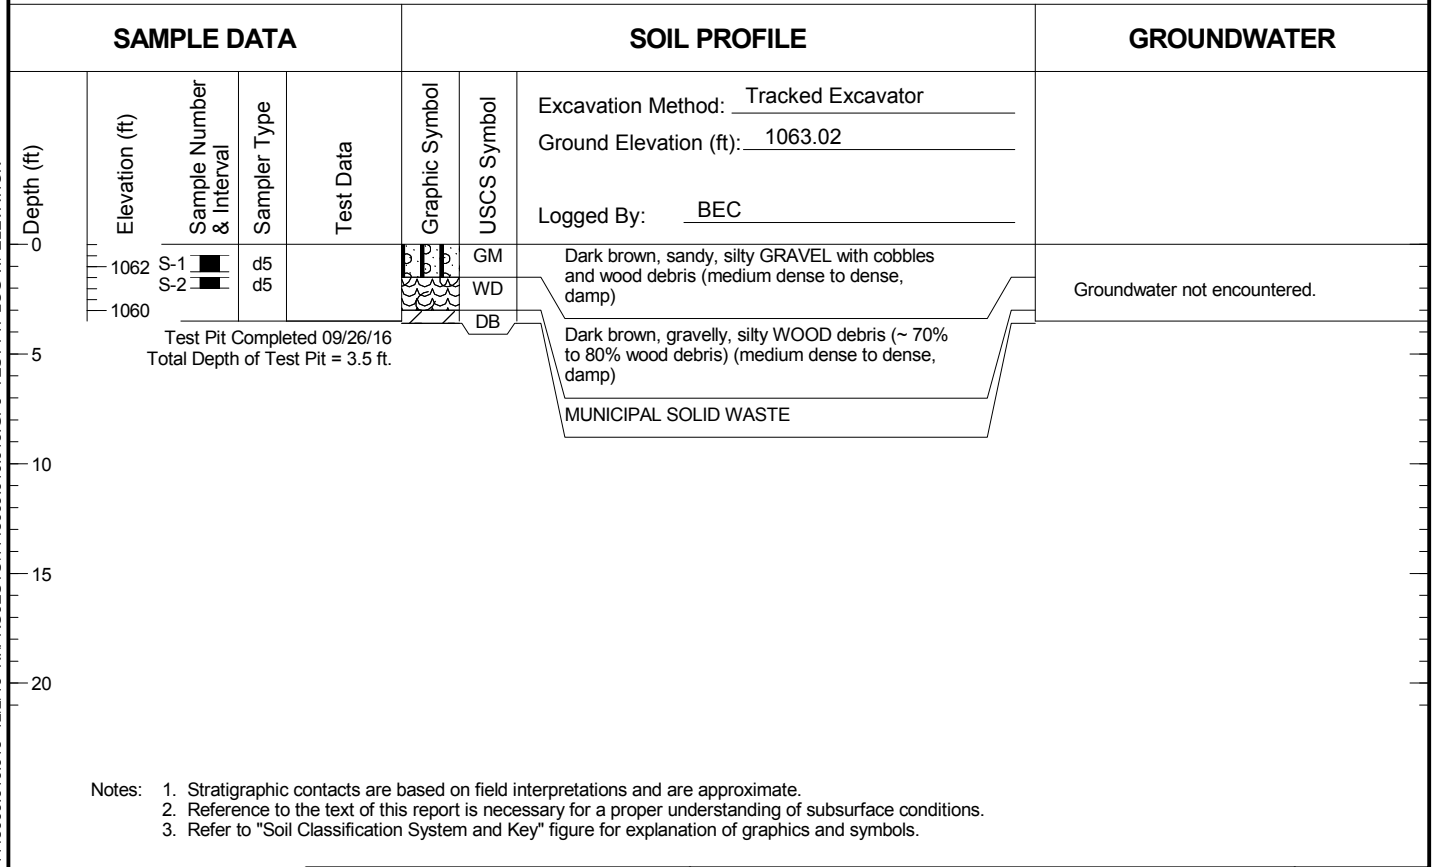 SAMPLE DATA
SOIL PROFILE
GROUNDWATER
Depth (ft)
Elevation (ft)
Sample Number
& Interval
Sampler Type
Test Data
Graphic Symbol
USCS Symbol
Excavation Method: Tracked Excavator
Ground Elevation (ft): 1063.02
Logged By: BEC
0
1062
S-1
d5
S-2
d5
1060
GM
WD
DB
Dark brown, sandy, silty GRAVEL with cobbles
and wood debris (medium dense to dense,
damp)
Groundwater not encountered.
Test Pit Completed 09/26/16
Total Depth of Test Pit = 3.5 ft.
Dark brown, gravelly, silty WOOD debris (~ 70%
to 80% wood debris) (medium dense to dense,
damp)
MUNICIPAL SOLID WASTE
5
10
15
20
Notes: 1. Stratigraphic contacts are based on field interpretations and are approximate.
2. Reference to the text of this report is necessary for a proper understanding of subsurface conditions.
3. Refer to "Soil Classification System and Key" figure for explanation of graphics and symbols.